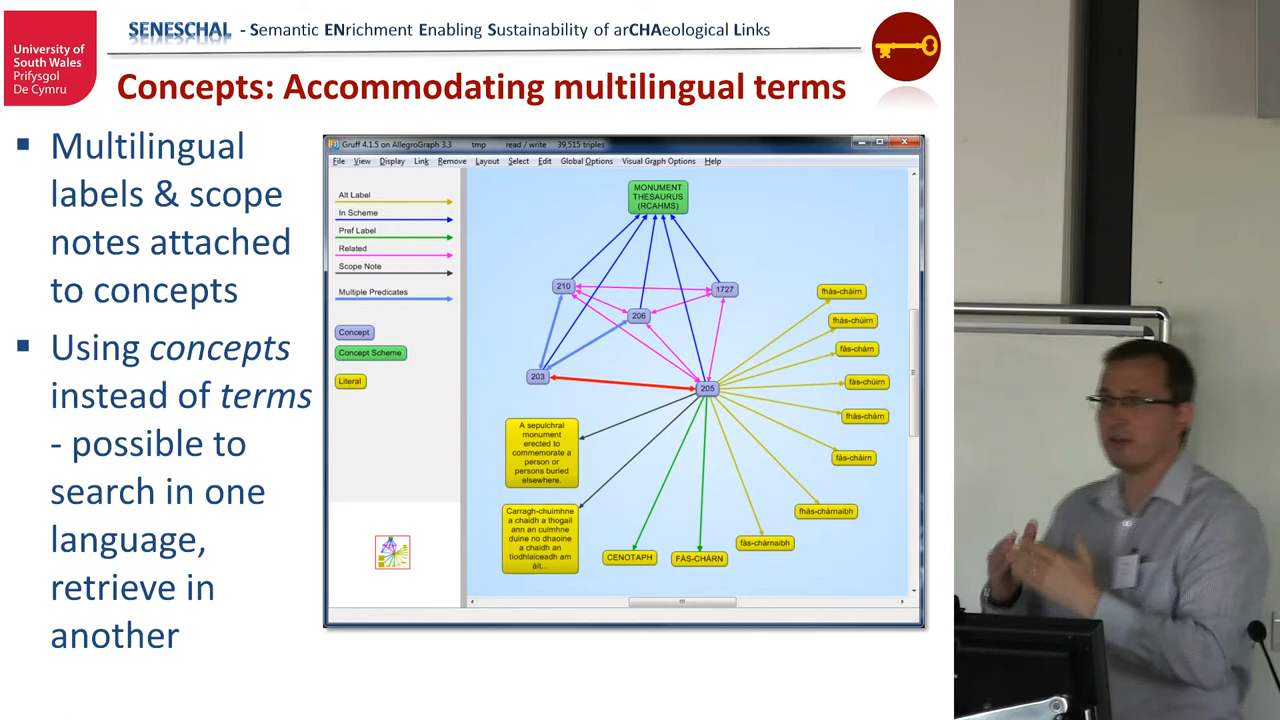 University of
South Wales
Prifysgol
De Cymru
SENESCHAL - Semantic ENrichment Enabling Sustainability of arCHAeological Links
Concepts: Accommodating multilingual terms
▪ Multilingual
labels & scope
notes attached
to concepts
▪ Using concepts
instead of terms
- possible to
search in one
language,
retrieve in
another
Gruff 4.1.5 on AllegroGraph 3.3 tmp read / write 39,515 triples
File View Display Link Remove Layout Select Edit Global Options Visual Graph Options Help
Alt Label
In Scheme
Pref Label
Related
Scope Note
Multiple Predicates
Concept
Concept Scheme
Literal
MONUMENT
THESAURUS
(RCAHMS)
210
1727
206
203
205
fhàs-chàirn
fhàs-chùirn
fàs-chàrn
fàs-chùirn
fhàs-chàrn
fàs-chàirn
fhàs-chàrnaibh
fàs-chàrnaibh
FÀS-CHÀRN
CENOTAPH
A sepulchral
monument
erected to
commemorate a
person or
persons buried
elsewhere.
Carragh-chuimhne
a chaidh a thogail
ann an cuimhne
duine no dhaoine
a chaidh an
tiodhlaiceadh am
àit...